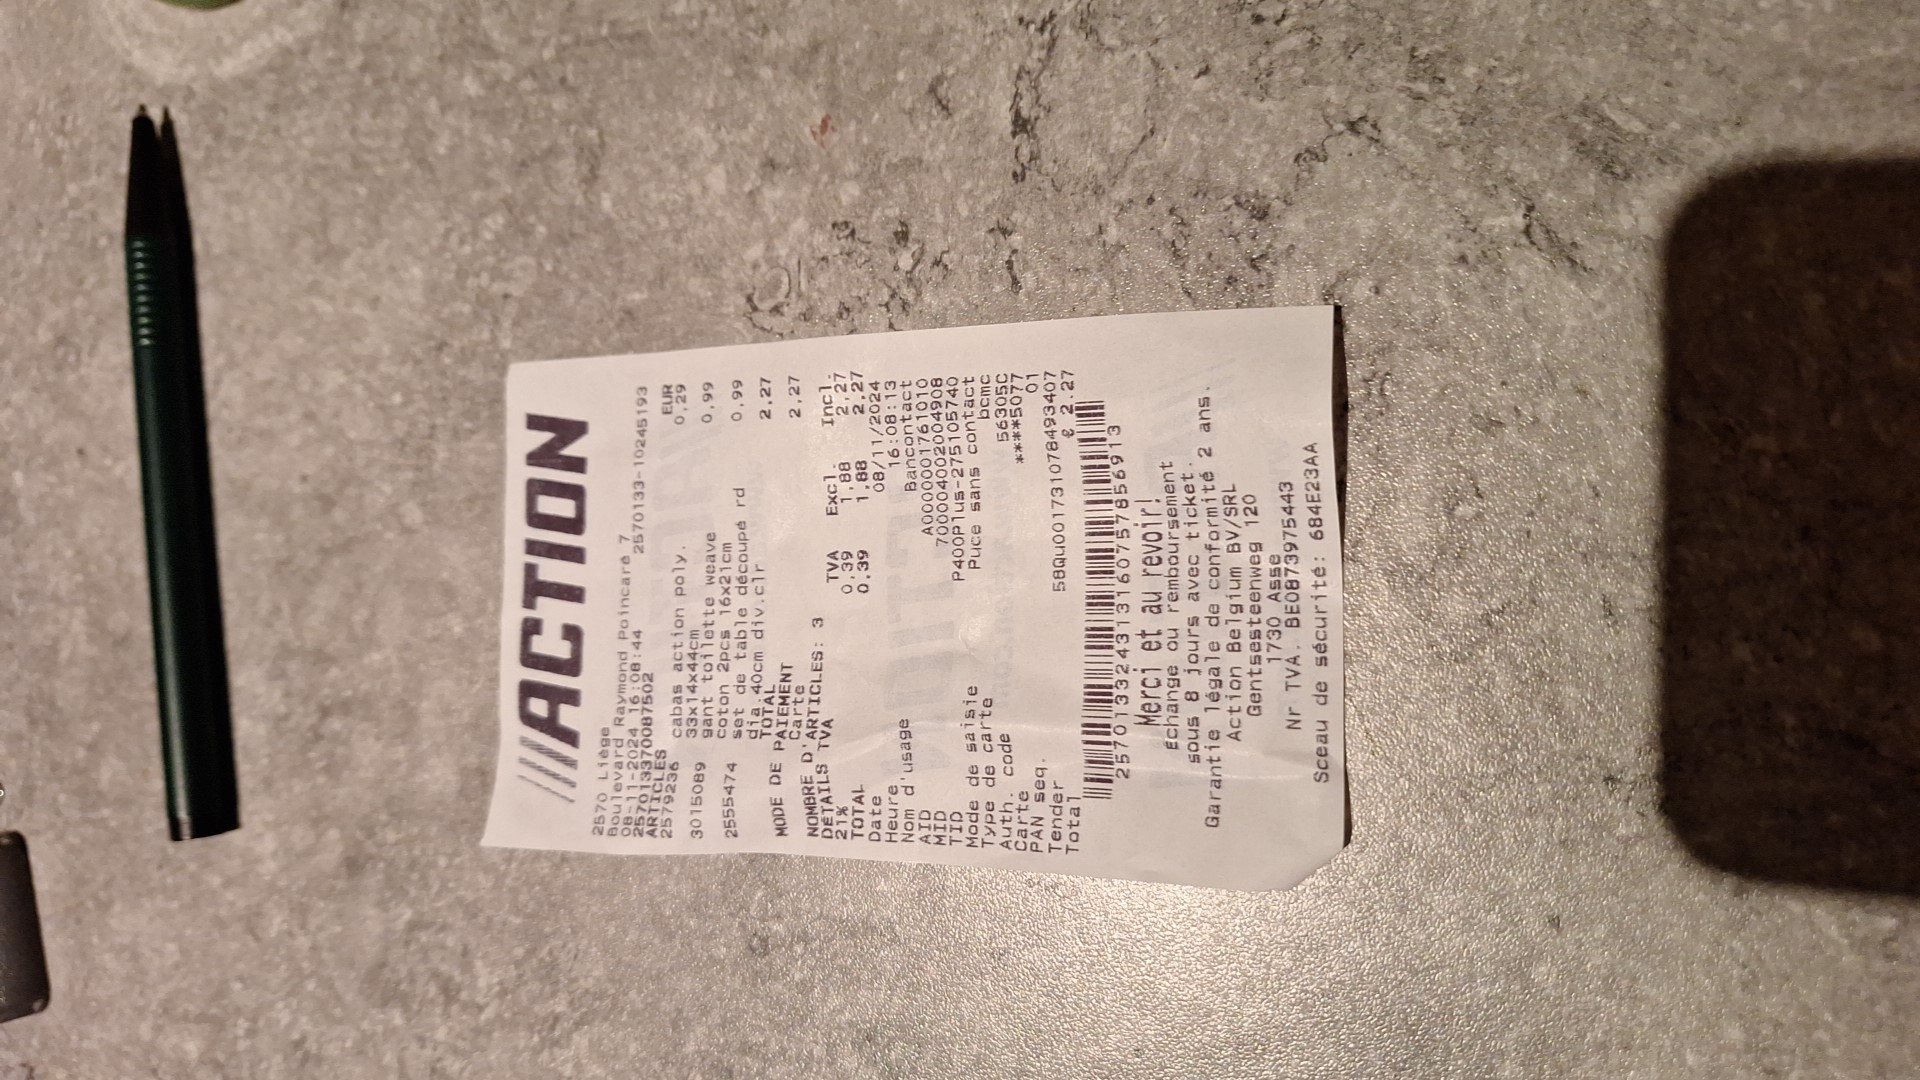 ACTION
2570 Liège
Boulevard Raymond Poincaré 7
08-11-2024 16:08:44 2570133-10245193
257013370087502
ARTICLES EUR
2579236 cabas action poly. 0,29
33x14x44cm
3015089 gant toilette weave 0,99
coton 2pcs 16x21cm
2555474 set de table découpé rd 0,99
dia.40cm div.clr
TOTAL 2,27
MODE DE PAIEMENT
Carte 2,27
NOMBRE D'ARTICLES: 3
DÉTAILS TVA TVA Excl. Incl.
21% 0,39 1,88 2,27
TOTAL 0,39 1,88 2,27
Date 08/11/2024
Heure 16:08:13
Nom d'usage Bancontact
AID A0000001761010
MID 700040020004908
TID P400Plus-275105740
Mode de saisie Puce sans contact
Type de carte bcmc
Auth. code 56305C
Carte ****5077
PAN seq. 01
Tender 58Qu001731078493407
Total € 2.27
25701332431316075757856913
Merci et au revoir!
Échange ou remboursement
sous 8 jours avec ticket.
Garantie légale de conformité 2 ans.
Action Belgium BV/SRL
Gentsesteenweg 120
1730 Asse
Nr TVA. BE0873975443
Sceau de sécurité: 684E23AA